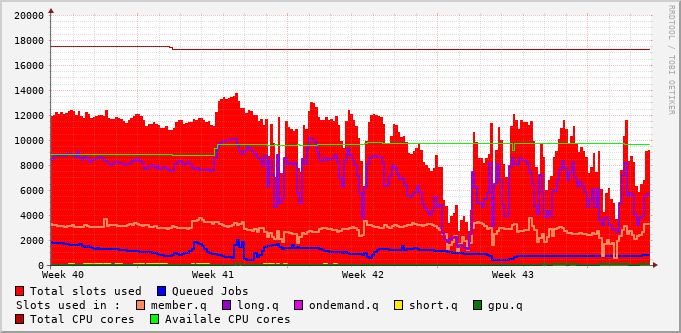 20000
18000
16000
14000
12000
10000
8000
6000
4000
2000
0
Week 40 Week 41 Week 42 Week 43
RRDTOOL / TOBI OETIKER
Total slots used Queued Jobs
Slots used in : member.q long.q ondemand.q short.q gpu.q
Total CPU cores Availale CPU cores